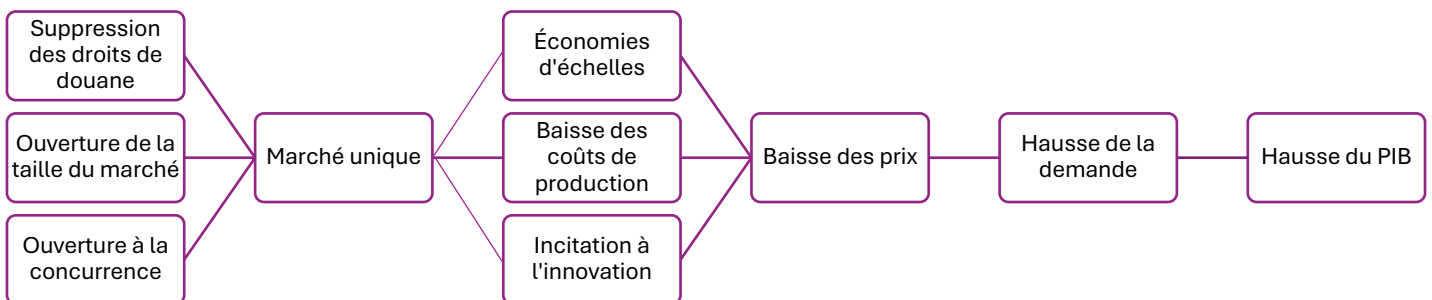 Suppression
des droits de
douane
Ouverture de la
taille du marché
Ouverture à la
concurrence
Marché unique
Économies
d'échelles
Baisse des
coûts de
production
Incitation à
l'innovation
Baisse des prix
Hausse de la
demande
Hausse du PIB